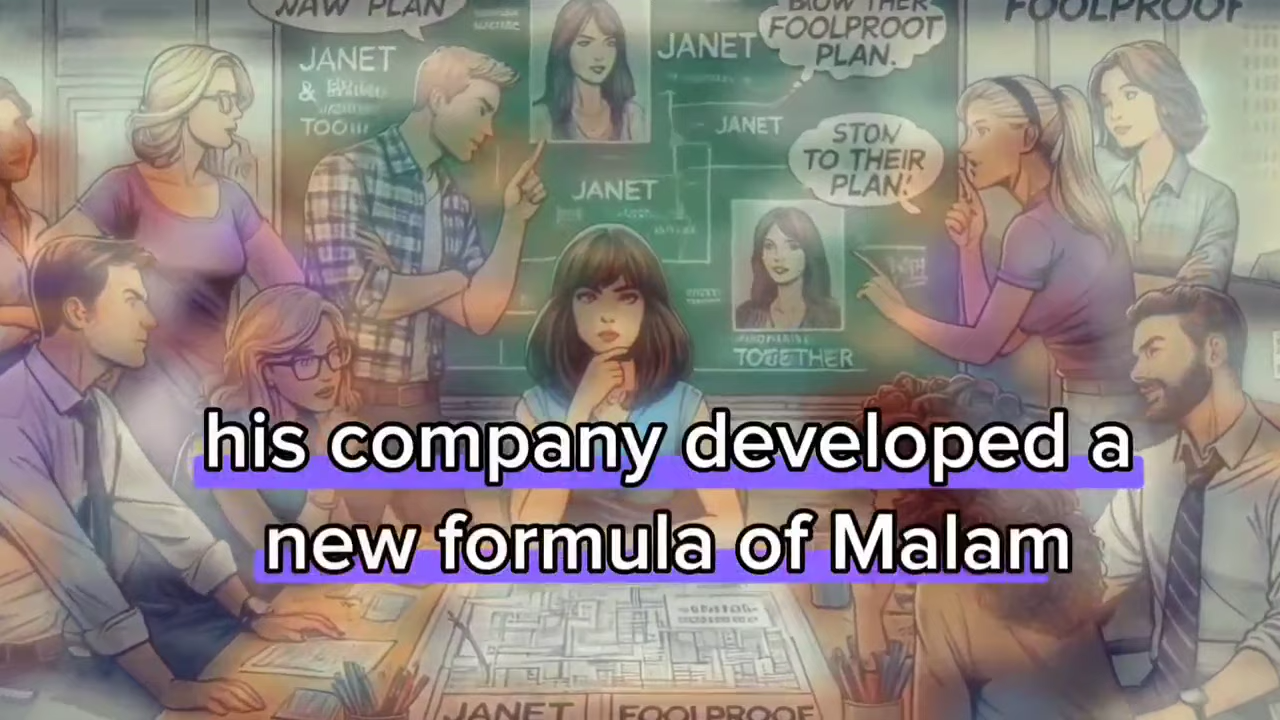 NAW PLAN
BLOW THER
FOOLPROOT
PLAN.
FOOLPROOF
JANET
&
TOO
JANET
JANET
STON
TO THEIR
PLAN!
JANET
TOGETHER
his company developed a
new formula of Malam
JANET
FOOLPROOF